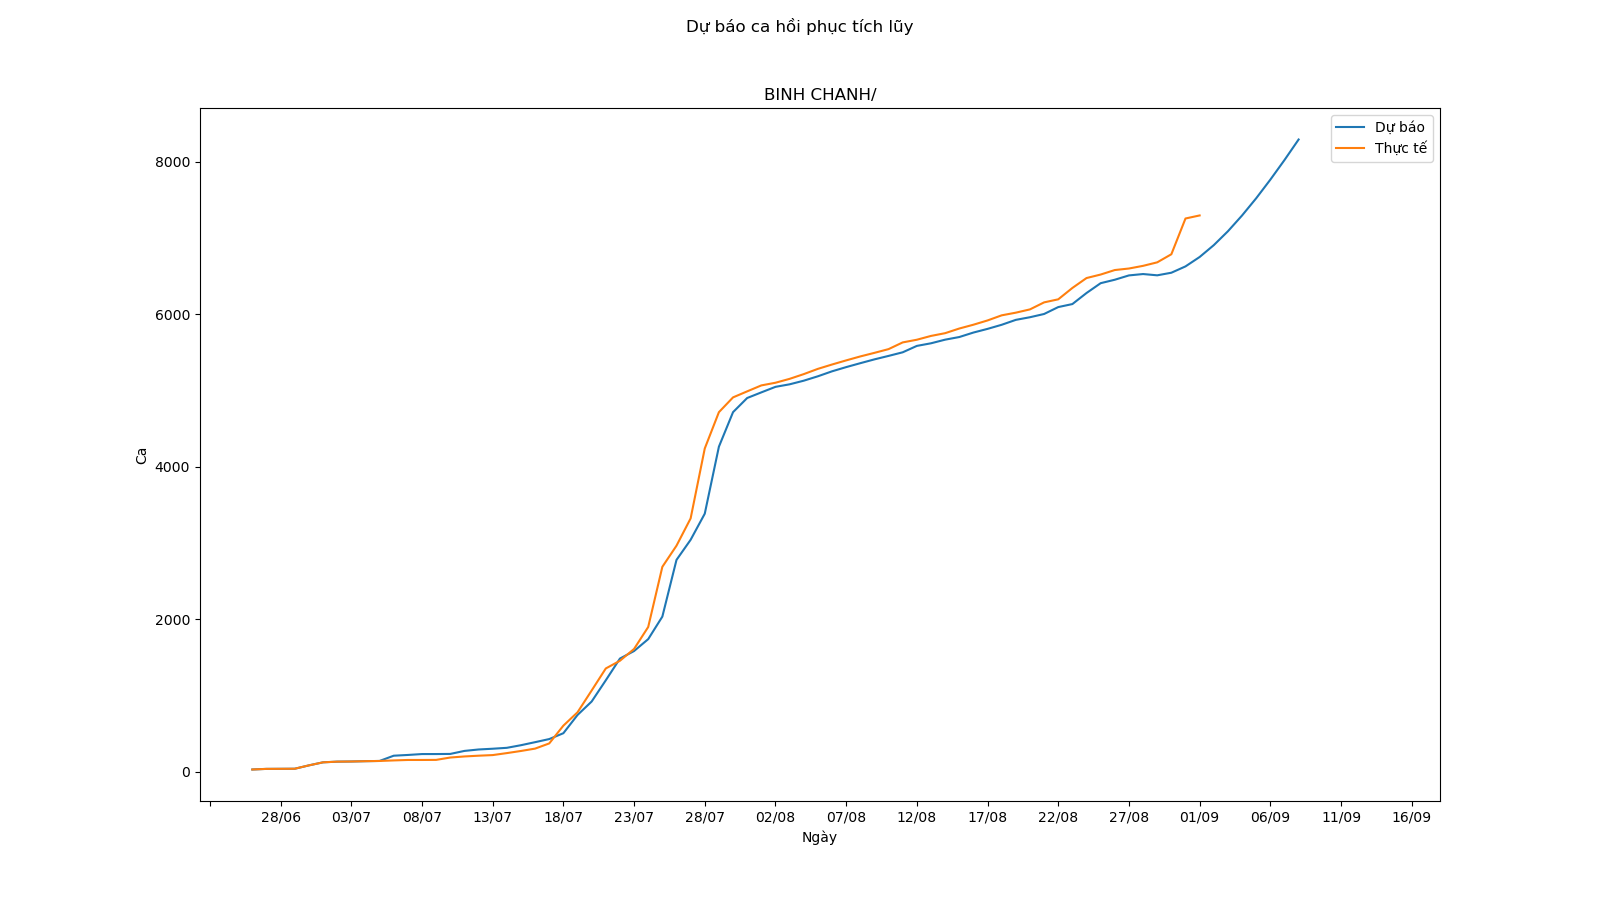 Dự báo ca hồi phục tích lũy
BINH CHANH/
Dự báo
Thực tế
8000
6000
4000
2000
0
Ca
28/06 03/07 08/07 13/07 18/07 23/07 28/07 02/08 07/08 12/08 17/08 22/08 27/08 01/09 06/09 11/09 16/09
Ngày